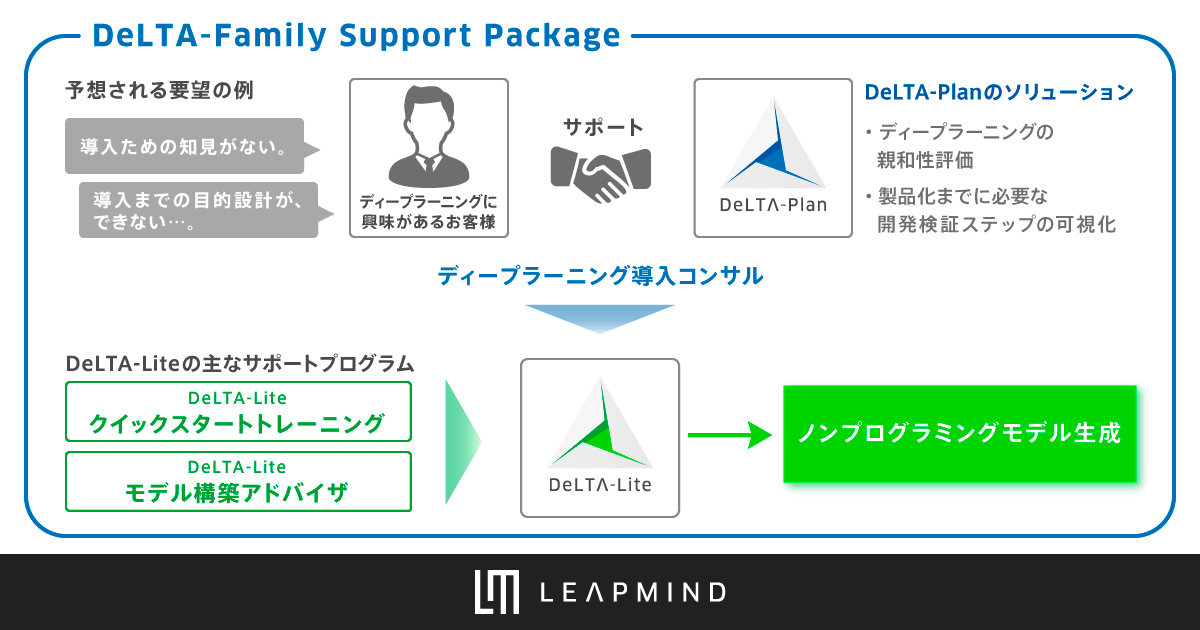 DeLTA-Family Support Package
予想される要望の例
導入ための知見がない。
導入までの目的設計が、
できない…。
ディープラーニングに
興味があるお客様
サポート
DeLTΛ-Plan
DeLTA-Planのソリューション
・ディープラーニングの
親和性評価
・製品化までに必要な
開発検証ステップの可視化
ディープラーニング導入コンサル
DeLTA-Liteの主なサポートプログラム
DeLTA-Lite
クイックスタートトレーニング
DeLTA-Lite
モデル構築アドバイザ
DeLTΛ-Lite
ノンプログラミングモデル生成
LEΛPMIND